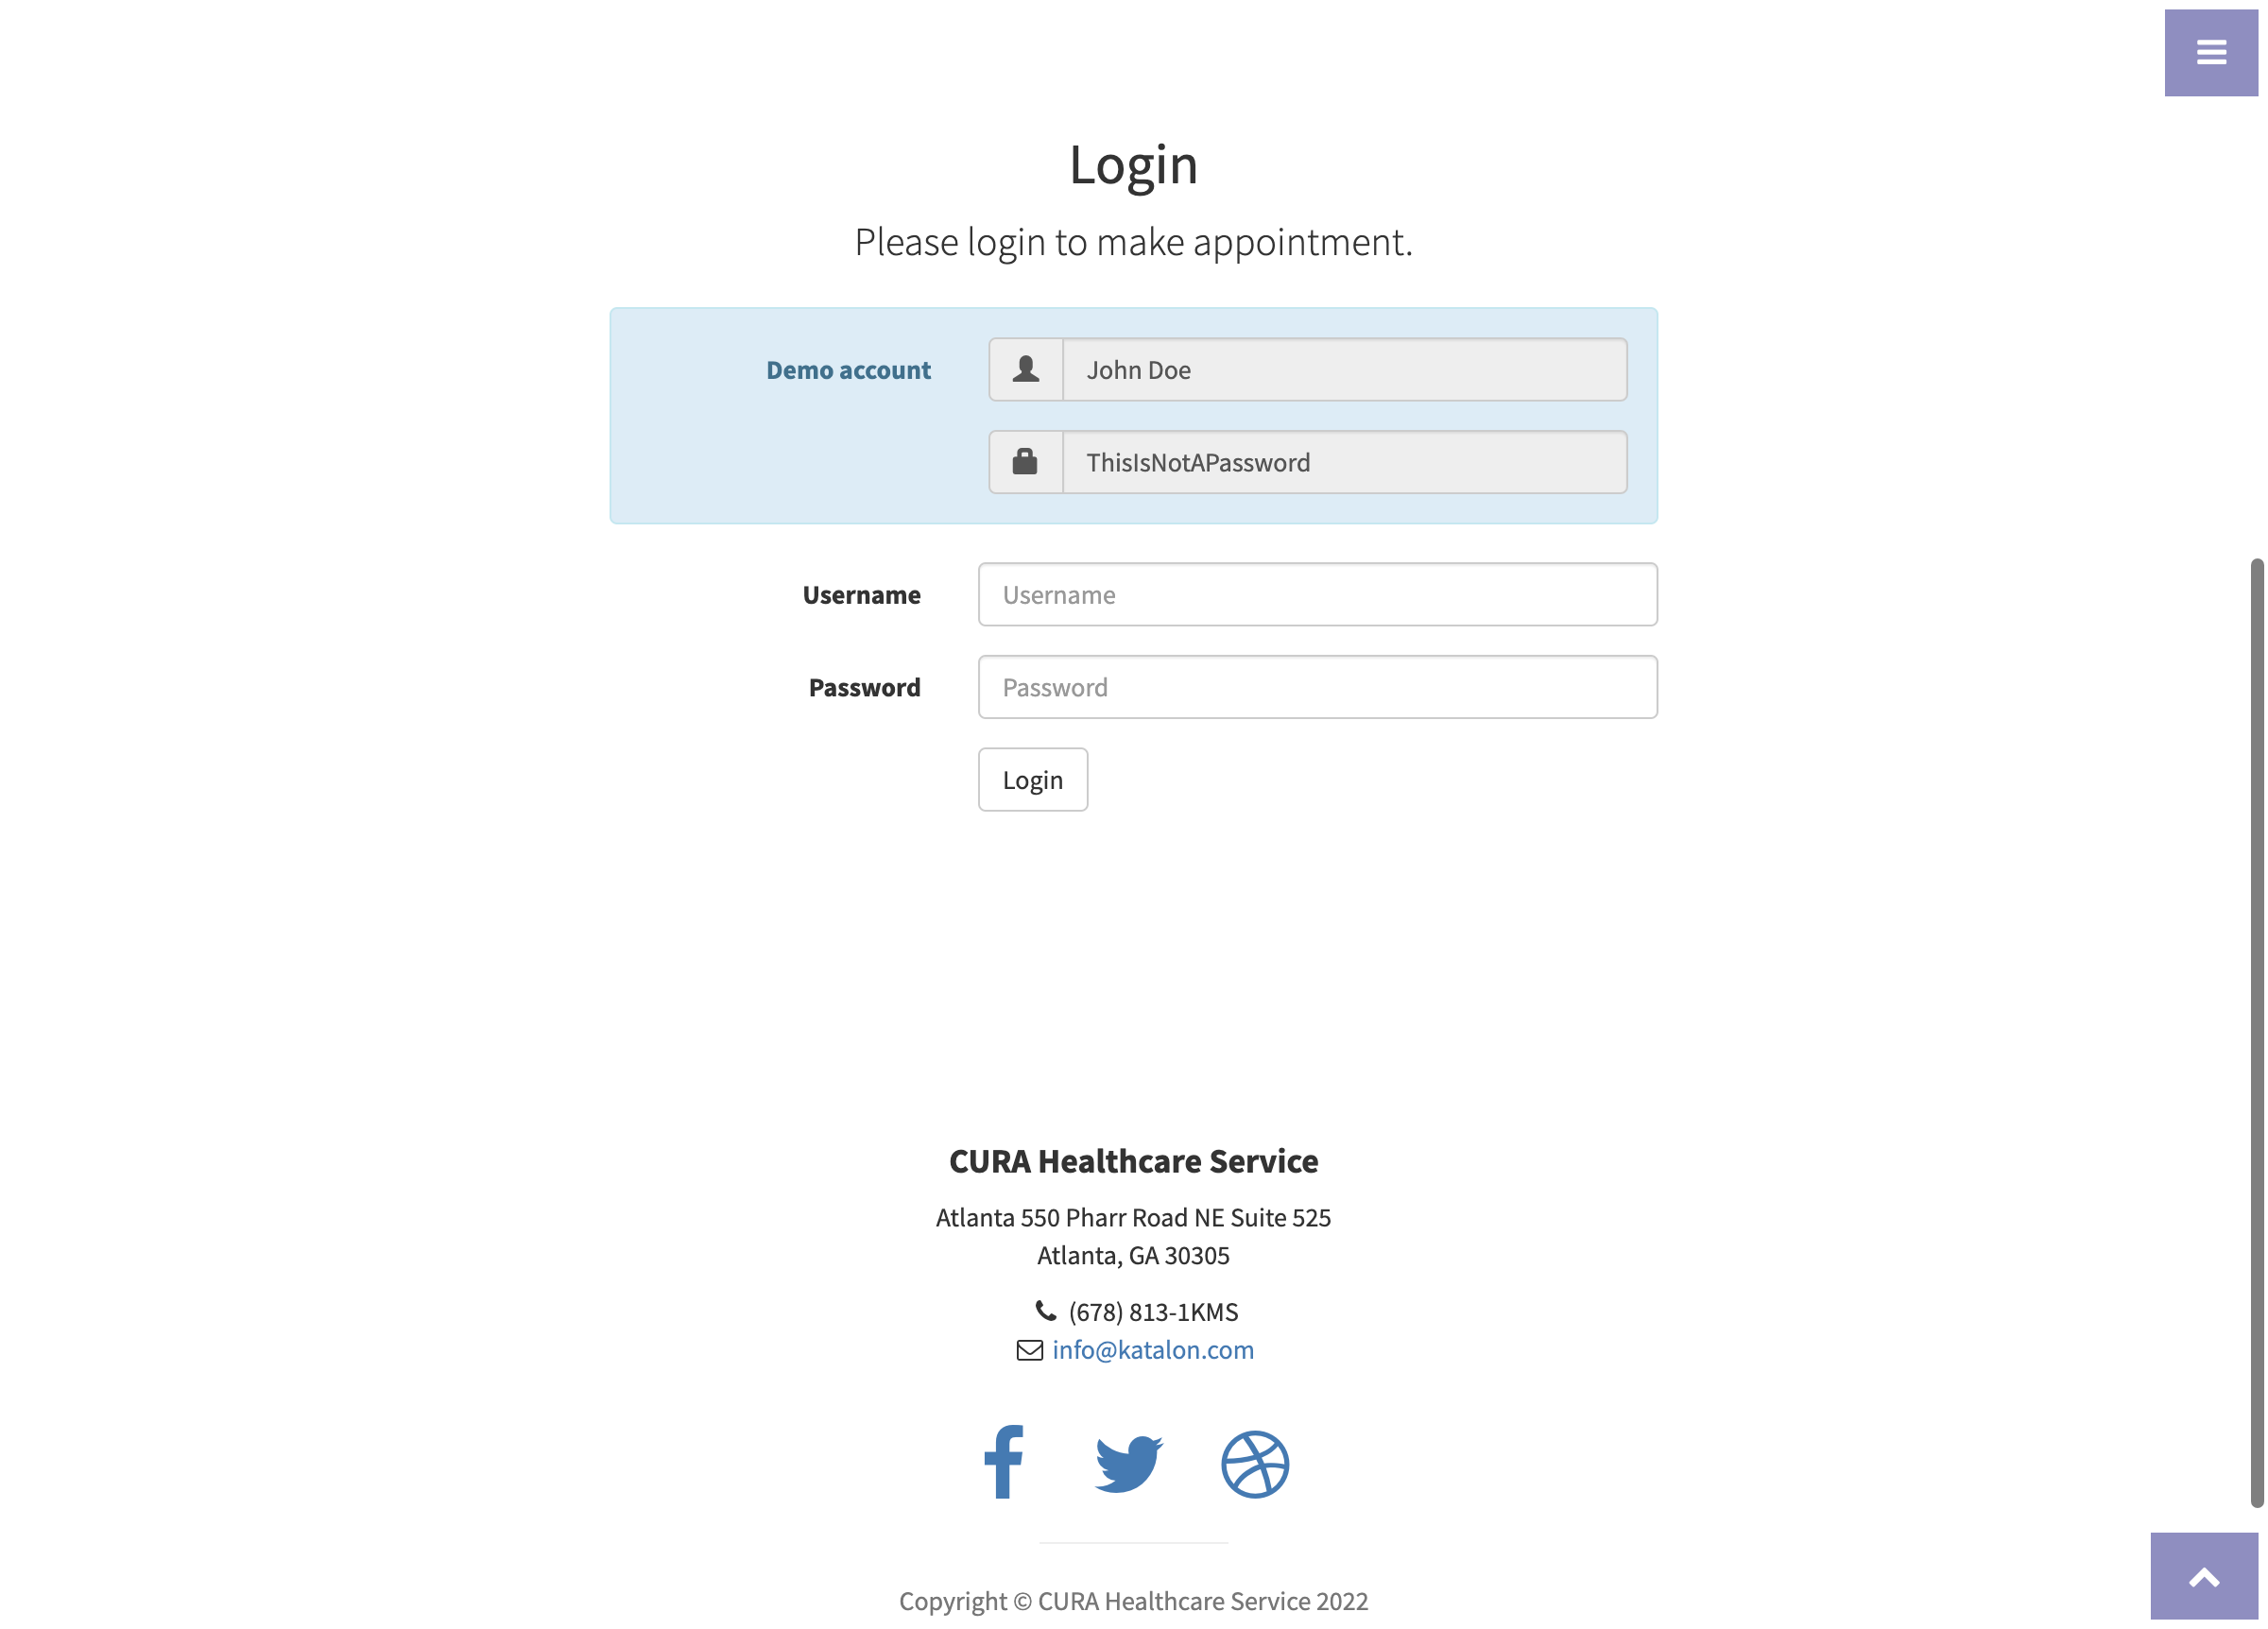 Login
Please login to make appointment.
Demo account
John Doe
ThisIsNotAPassword
Username
Username
Password
Password
Login
CURA Healthcare Service
Atlanta 550 Pharr Road NE Suite 525
Atlanta, GA 30305
(678) 813-1KMS
info@katalon.com
Copyright © CURA Healthcare Service 2022